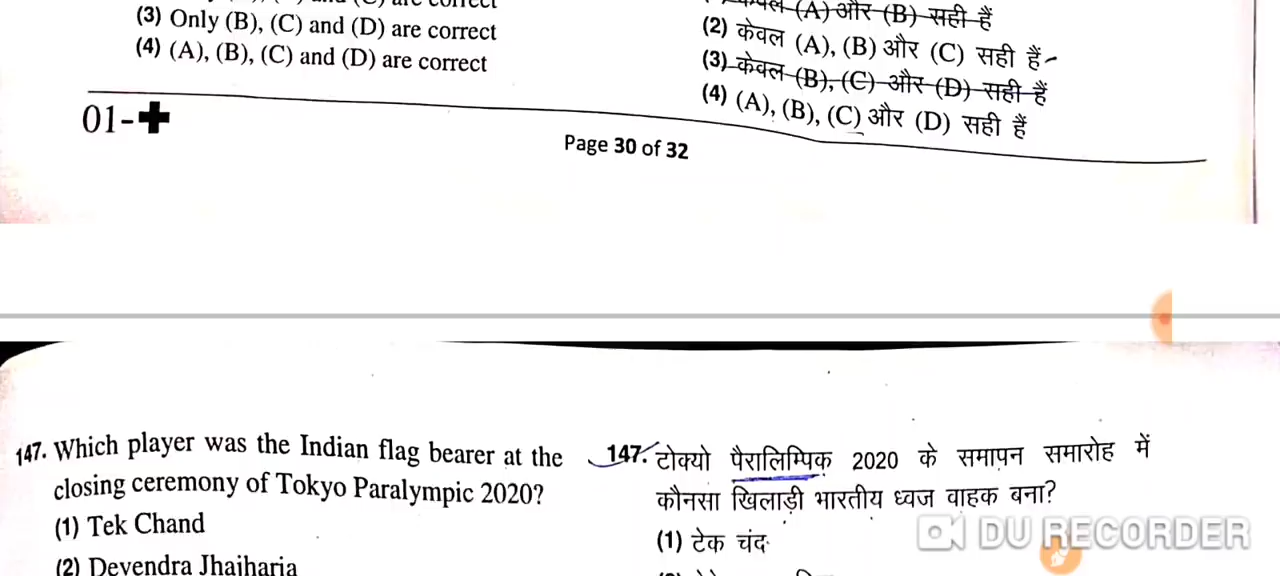 (3) Only (B), (C) and (D) are correct
(4) (A), (B), (C) and (D) are correct
(A) और (B) सही हैं
(2) केवल (A), (B) और (C) सही हैं
(3) केवल (B), (C) और (D) सही हैं
(4) (A), (B), (C) और (D) सही हैं
01-✚
Page 30 of 32
147. Which player was the Indian flag bearer at the
closing ceremony of Tokyo Paralympic 2020?
(1) Tek Chand
(2) Devendra Jhajharia
147. टोक्यो पैरालिम्पिक 2020 के समापन समारोह में
कौनसा खिलाड़ी भारतीय ध्वज वाहक बना?
(1) टेक चंद
DU RECORDER